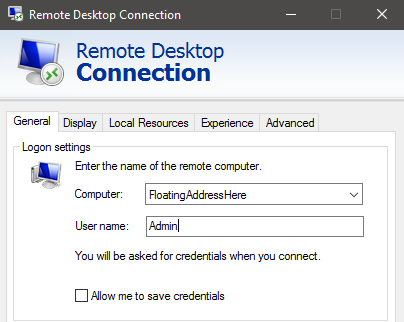 Remote Desktop Connection
Remote Desktop
Connection
General Display Local Resources Experience Advanced
Logon settings
Enter the name of the remote computer.
Computer: FloatingAddressHere
User name: Admin
You will be asked for credentials when you connect.
Allow me to save credentials